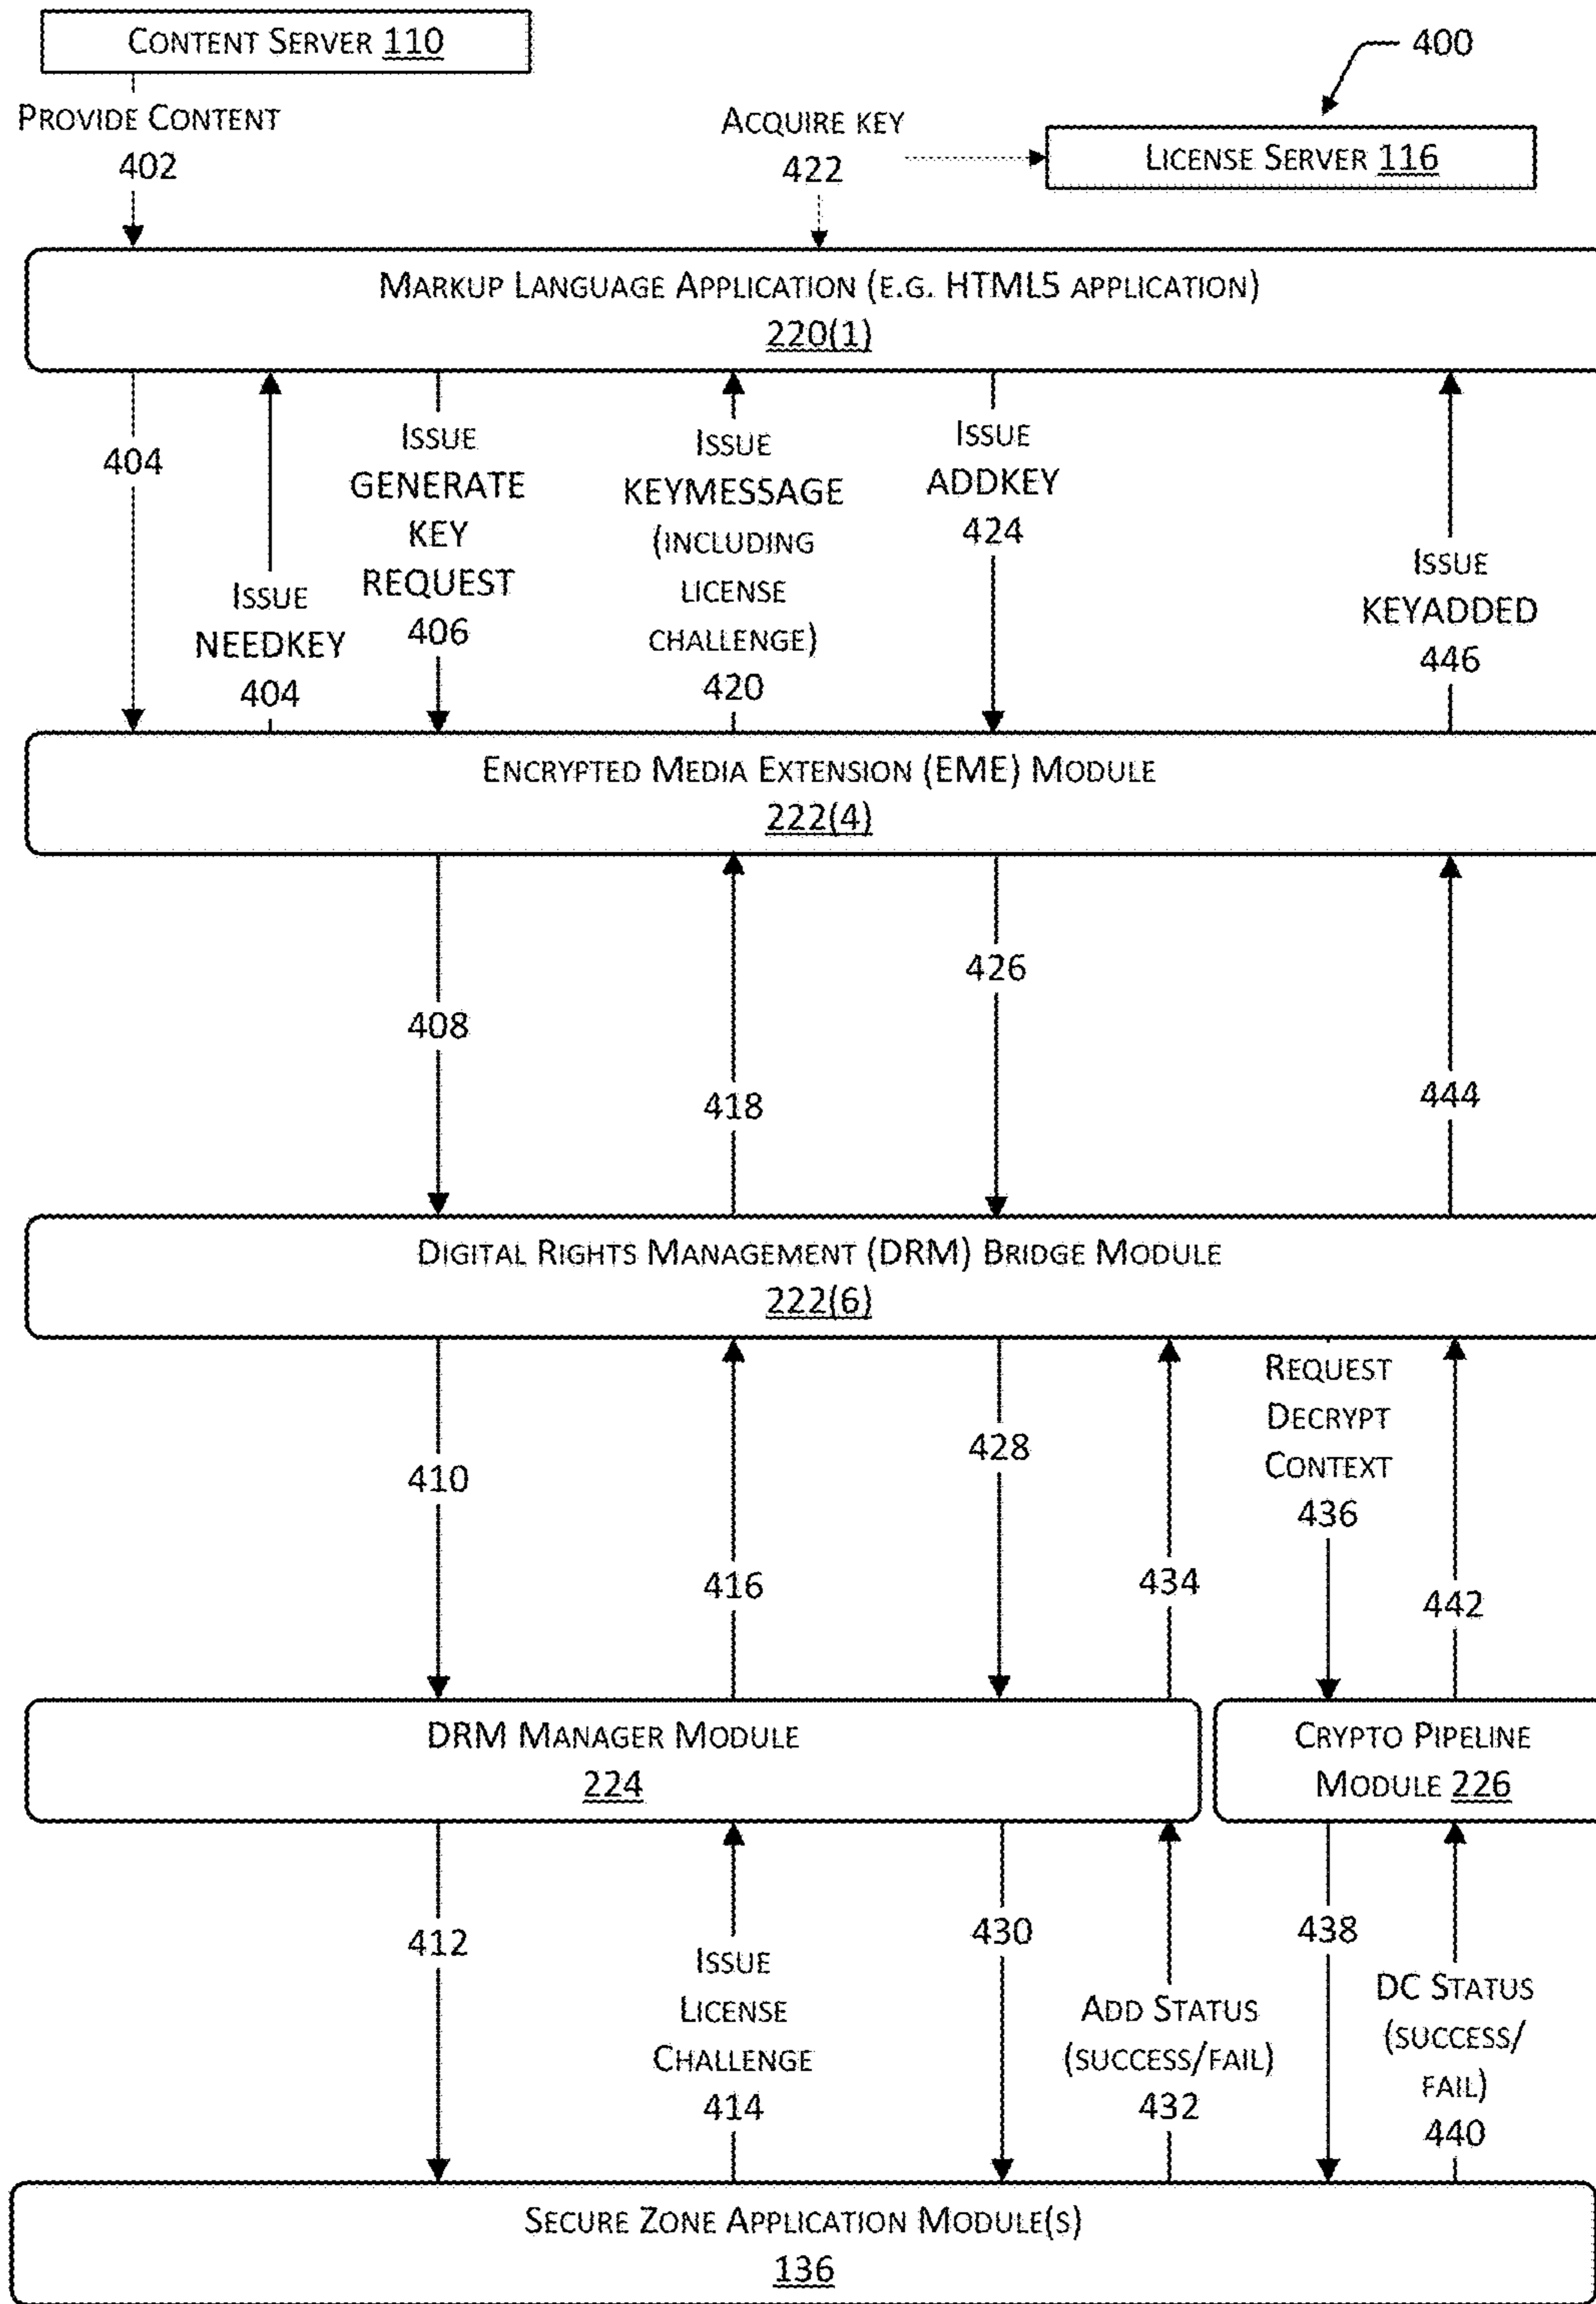 CONTENT SERVER 110
400
PROVIDE CONTENT
402
ACQUIRE KEY
422
LICENSE SERVER 116
MARKUP LANGUAGE APPLICATION (E.G. HTML5 APPLICATION)
220(1)
404
ISSUE
NEEDKEY
404
ISSUE
GENERATE
KEY
REQUEST
406
ISSUE
KEYMESSAGE
(INCLUDING
LICENSE
CHALLENGE)
420
ISSUE
ADDKEY
424
ISSUE
KEYADDED
446
ENCRYPTED MEDIA EXTENSION (EME) MODULE
222(4)
408
418
426
444
DIGITAL RIGHTS MANAGEMENT (DRM) BRIDGE MODULE
222(6)
410
416
428
434
REQUEST
DECRYPT
CONTEXT
436
442
DRM MANAGER MODULE
224
CRYPTO PIPELINE
MODULE 226
412
ISSUE
LICENSE
CHALLENGE
414
430
ADD STATUS
(SUCCESS/FAIL)
432
438
DC STATUS
(SUCCESS/
FAIL)
440
SECURE ZONE APPLICATION MODULE(S)
136